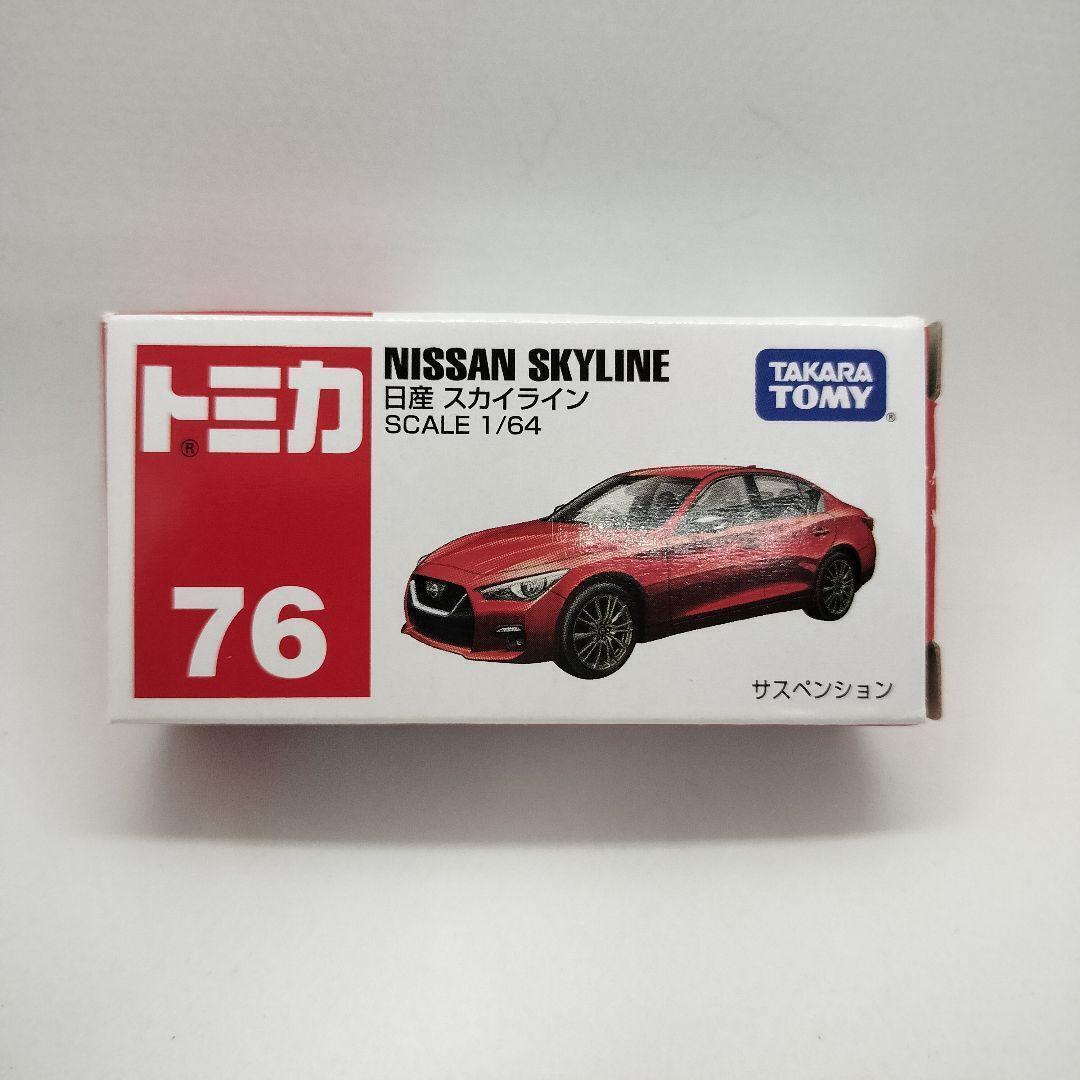 トミカ
®
76
NISSAN SKYLINE
日産 スカイライン
SCALE 1/64
TAKARA
TOMY
®
サスペンション